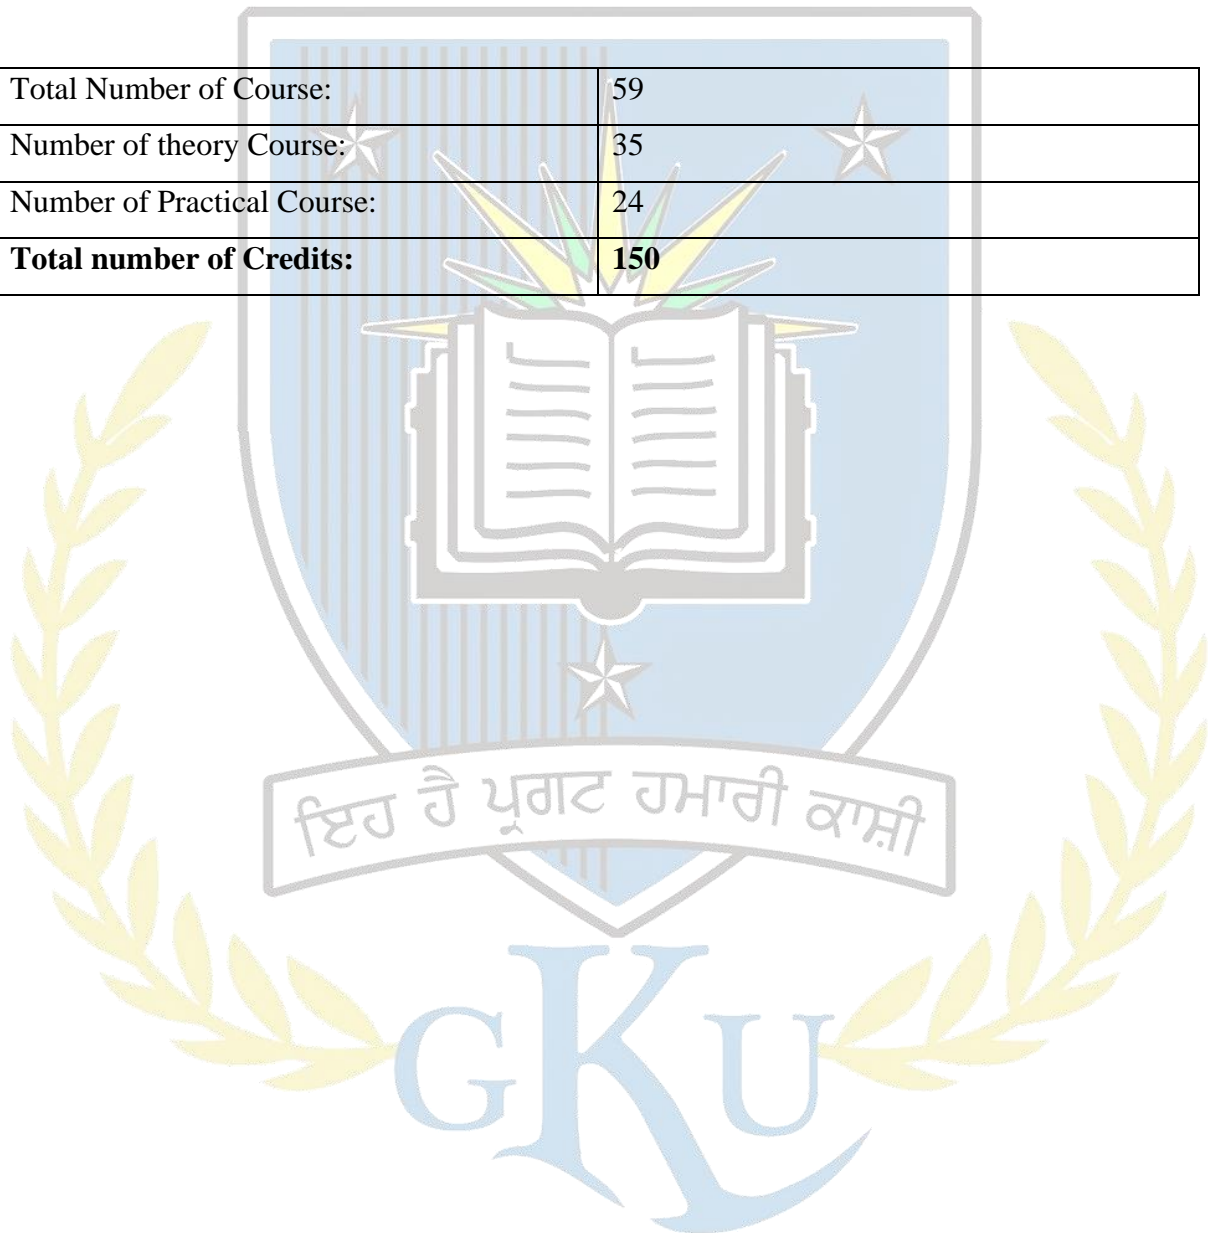 Total Number of Course: 59
Number of theory Course: 35
Number of Practical Course: 24
Total number of Credits: 150
ਇਹ ਹੈ ਪ੍ਰਗਟ ਹਮਾਰੀ ਕਾਸ਼ੀ
GKU